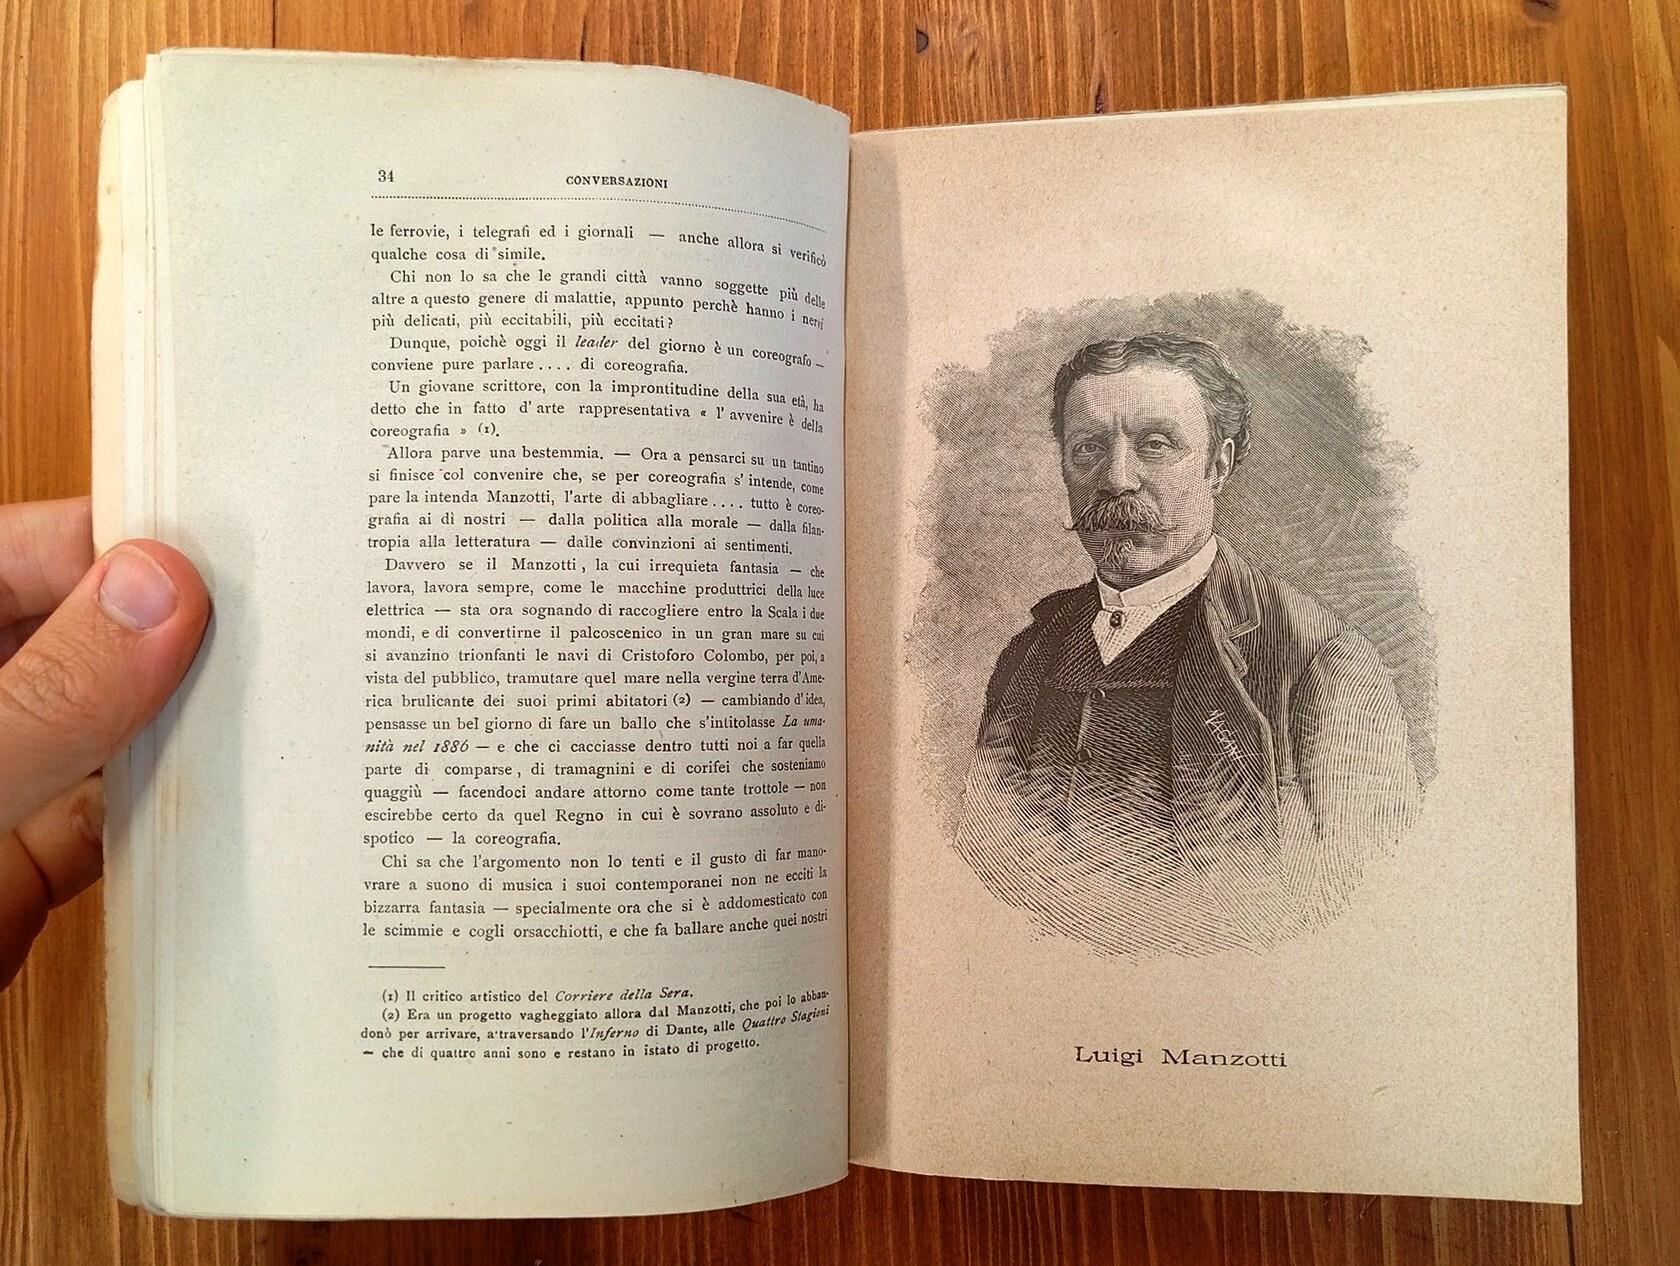 34
CONVERSAZIONI
le ferrovie, i telegrafi ed i giornali — anche allora si verificò
qualche cosa di simile.
Chi non lo sa che le grandi città vanno soggette più delle
altre a questo genere di malattie, appunto perchè hanno i nervi
più delicati, più eccitabili, più eccitati?
Dunque, poichè oggi il leader del giorno è un coreografo —
conviene pure parlare .... di coreografia.
Un giovane scrittore, con la improntitudine della sua età, ha
detto che in fatto d'arte rappresentativa « l'avvenire è della
coreografia » (1).
Allora parve una bestemmia. — Ora a pensarci su un tantino
si finisce col convenire che, se per coreografia s'intende, come
pare la intenda Manzotti, l'arte di abbagliare .... tutto è coreo-
grafia ai dì nostri — dalla politica alla morale — dalla filan-
tropia alla letteratura — dalle convinzioni ai sentimenti.
Davvero se il Manzotti, la cui irrequieta fantasia — che
lavora, lavora sempre, come le macchine produttrici della luce
elettrica — sta ora sognando di raccogliere entro la Scala i due
mondi, e di convertirne il palcoscenico in un gran mare su cui
si avanzino trionfanti le navi di Cristoforo Colombo, per poi, a
vista del pubblico, tramutare quel mare nella vergine terra d'Ame-
rica brulicante dei suoi primi abitatori (2) — cambiando d'idea,
pensasse un bel giorno di fare un ballo che s'intitolasse La uma-
nità nel 1886 — e che ci cacciasse dentro tutti noi a far quella
parte di comparse, di tramagnini e di corifei che sosteniamo
quaggiù — facendoci andare attorno come tante trottole — non
escirebbe certo da quel Regno in cui è sovrano assoluto e di-
spotico — la coreografia.
Chi sa che l'argomento non lo tenti e il gusto di far mano-
vrare a suono di musica i suoi contemporanei non ne ecciti la
bizzarra fantasia — specialmente ora che si è addomesticato con
le scimmie e cogli orsacchiotti, e che fa ballare anche quei nostri
(1) Il critico artistico del Corriere della Sera.
(2) Era un progetto vagheggiato allora dal Manzotti, che poi lo abban-
donò per arrivare, attraversando l'Inferno di Dante, alle Quattro Stagioni
— che di quattro anni sono e restano in istato di progetto.
Luigi Manzotti